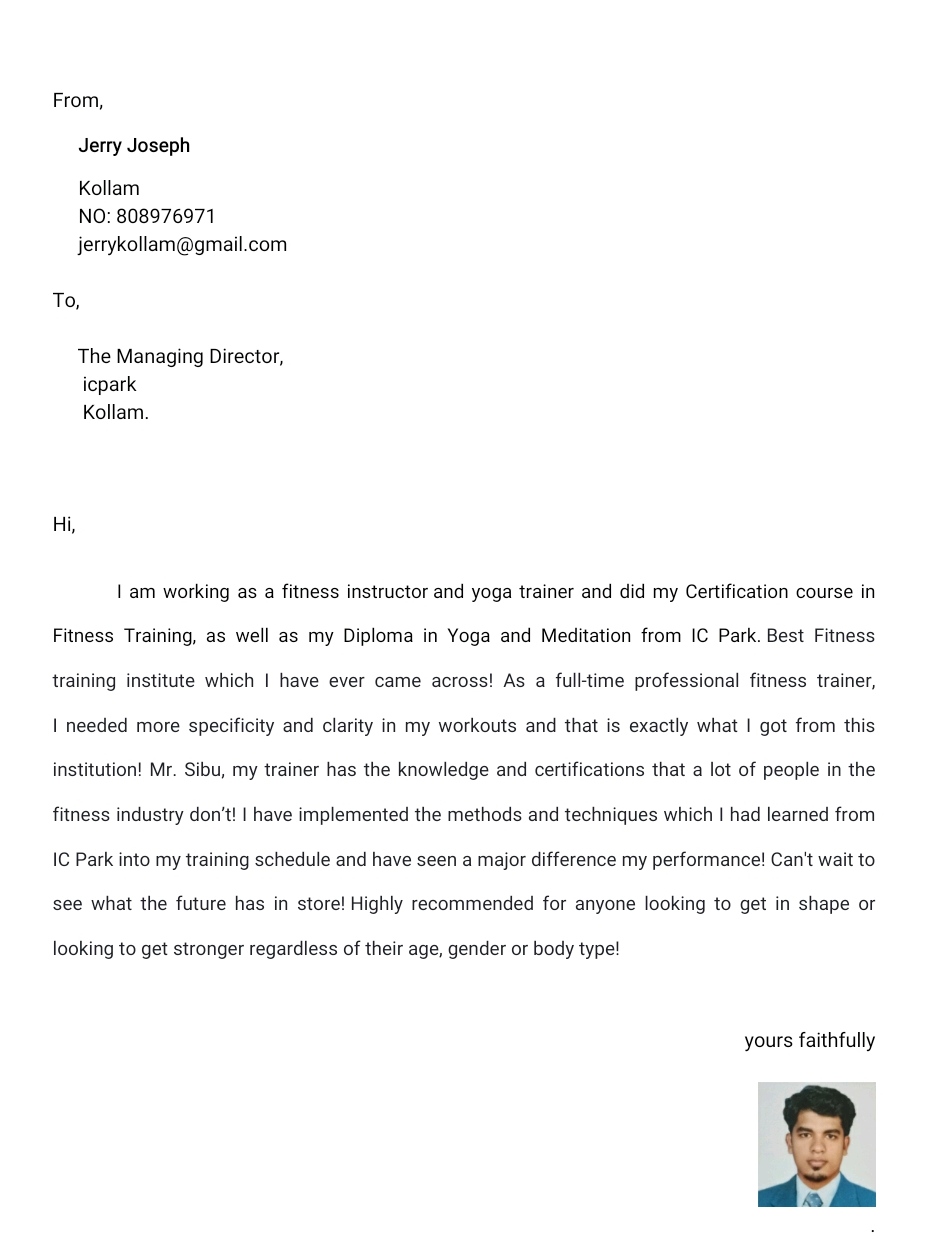 From,
Jerry Joseph
Kollam
NO: 808976971
jerrykollam@gmail.com
To,
The Managing Director,
icpark
Kollam.
Hi,
I am working as a fitness instructor and yoga trainer and did my Certification course in
Fitness Training, as well as my Diploma in Yoga and Meditation from IC Park. Best Fitness
training institute which I have ever came across! As a full-time professional fitness trainer,
I needed more specificity and clarity in my workouts and that is exactly what I got from this
institution! Mr. Sibu, my trainer has the knowledge and certifications that a lot of people in the
fitness industry don’t! I have implemented the methods and techniques which I had learned from
IC Park into my training schedule and have seen a major difference my performance! Can't wait to
see what the future has in store! Highly recommended for anyone looking to get in shape or
looking to get stronger regardless of their age, gender or body type!
yours faithfully
.